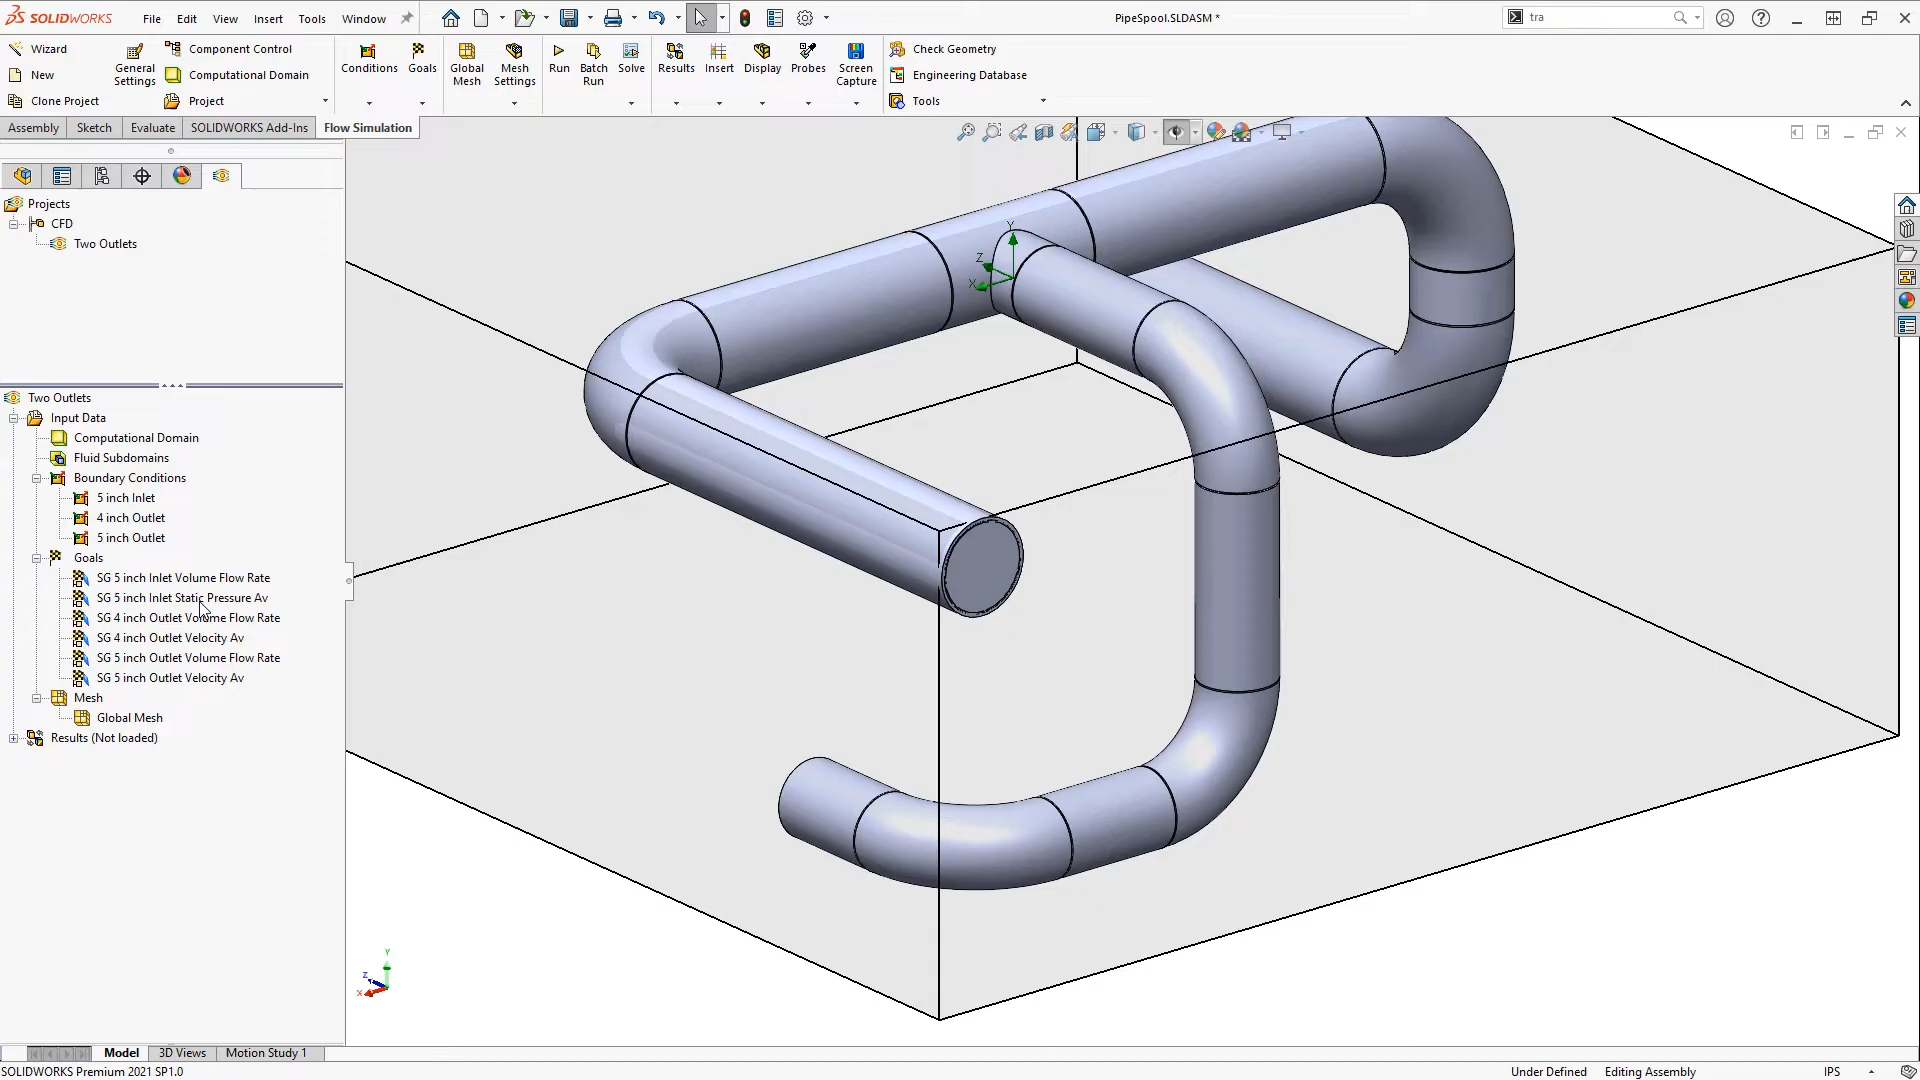 SOLIDWORKS File Edit View Insert Tools Window PipeSpool.SLDASM * tra
Wizard
New
Clone Project
General Settings
Component Control
Computational Domain
Project
Conditions
Goals
Global Mesh
Mesh Settings
Run
Batch Run
Solve
Results
Insert
Display
Probes
Screen Capture
Check Geometry
Engineering Database
Tools
Assembly Sketch Evaluate SOLIDWORKS Add-Ins Flow Simulation
Projects
CFD
Two Outlets
Two Outlets
Input Data
Computational Domain
Fluid Subdomains
Boundary Conditions
5 inch Inlet
4 inch Outlet
5 inch Outlet
Goals
SG 5 inch Inlet Volume Flow Rate
SG 5 inch Inlet Static Pressure Av
SG 4 inch Outlet Volume Flow Rate
SG 4 inch Outlet Velocity Av
SG 5 inch Outlet Volume Flow Rate
SG 5 inch Outlet Velocity Av
Mesh
Global Mesh
Results (Not loaded)
Y
Z
X
Y
Z
X
Model 3D Views Motion Study 1
SOLIDWORKS Premium 2021 SP1.0 Under Defined Editing Assembly IPS